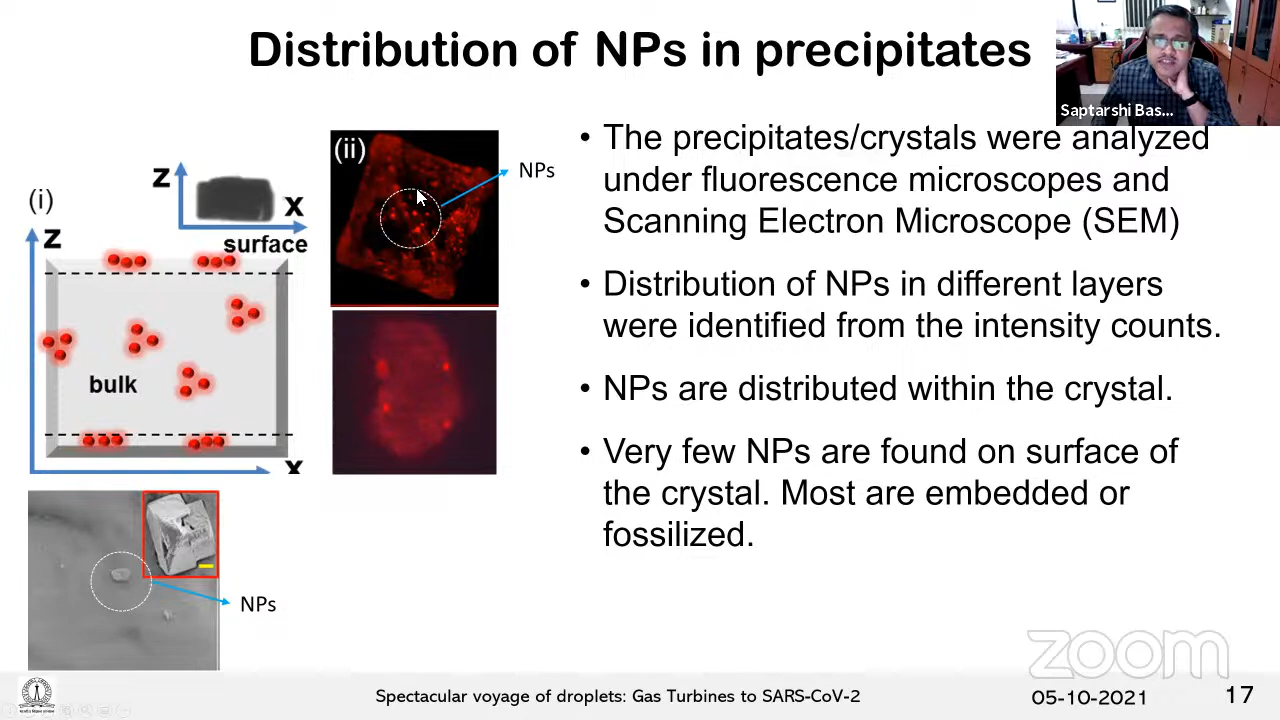 Distribution of NPs in precipitates
Saptarshi Bas...
(i)
z
x
surface
z
bulk
x
(ii)
NPs
NPs
• The precipitates/crystals were analyzed
under fluorescence microscopes and
Scanning Electron Microscope (SEM)
• Distribution of NPs in different layers
were identified from the intensity counts.
• NPs are distributed within the crystal.
• Very few NPs are found on surface of
the crystal. Most are embedded or
fossilized.
zoom
Spectacular voyage of droplets: Gas Turbines to SARS-CoV-2
05-10-2021
17